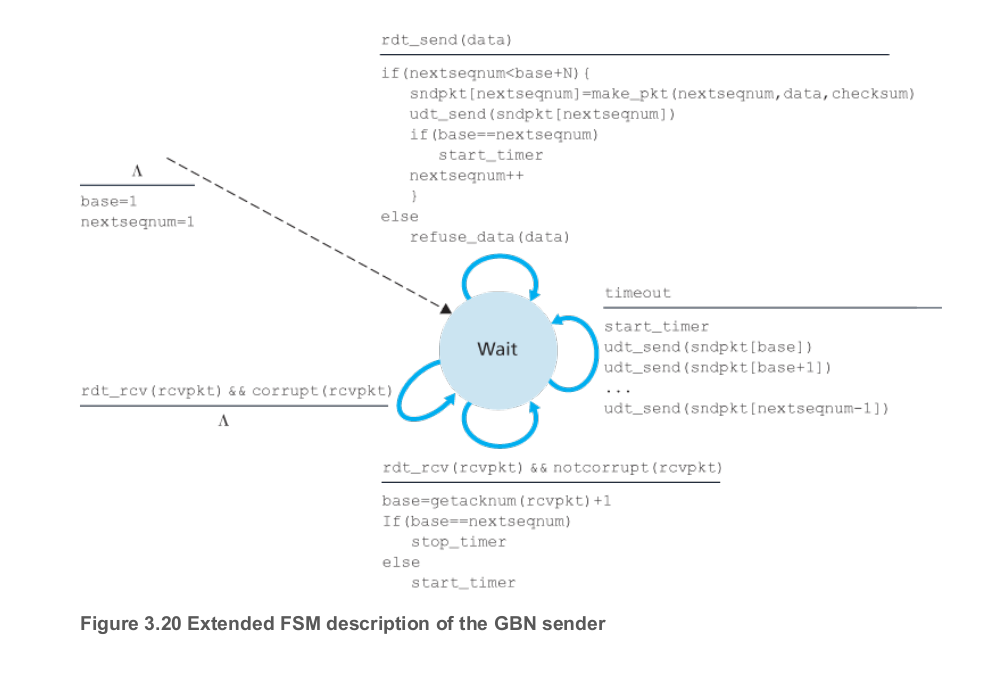 rdt_send(data)
if(nextseqnum<base+N){
sndpkt[nextseqnum]=make_pkt(nextseqnum,data,checksum)
udt_send(sndpkt[nextseqnum])
if(base==nextseqnum)
start_timer
nextseqnum++
}
else
refuse_data(data)
Λ
base=1
nextseqnum=1
timeout
start_timer
udt_send(sndpkt[base])
udt_send(sndpkt[base+1])
...
udt_send(sndpkt[nextseqnum-1])
Wait
rdt_rcv(rcvpkt) && corrupt(rcvpkt)
Λ
rdt_rcv(rcvpkt) && notcorrupt(rcvpkt)
base=getacknum(rcvpkt)+1
If(base==nextseqnum)
stop_timer
else
start_timer
Figure 3.20 Extended FSM description of the GBN sender